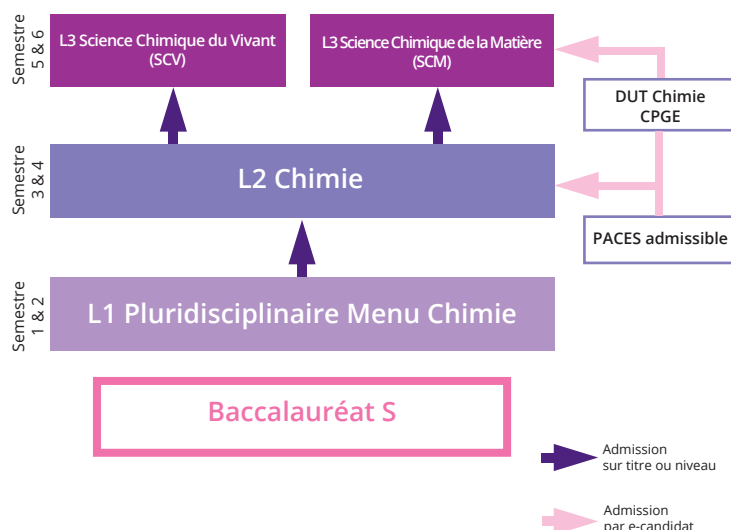 Semestre
5 & 6
L3 Science Chimique du Vivant
(SCV)
L3 Science Chimique de la Matière
(SCM)
DUT Chimie
CPGE
Semestre
3 & 4
L2 Chimie
PACES admissible
Semestre
1 & 2
L1 Pluridisciplinaire Menu Chimie
Baccalauréat S
Admission
sur titre ou niveau
Admission
par e-candidat